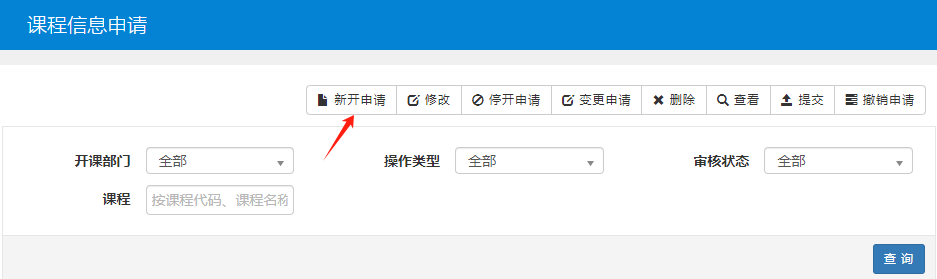 课程信息申请
新开申请 修改 停开申请 变更申请 删除 查看 提交 撤销申请
开课部门 全部 操作类型 全部 审核状态 全部
课程 按课程代码、课程名称
查 询